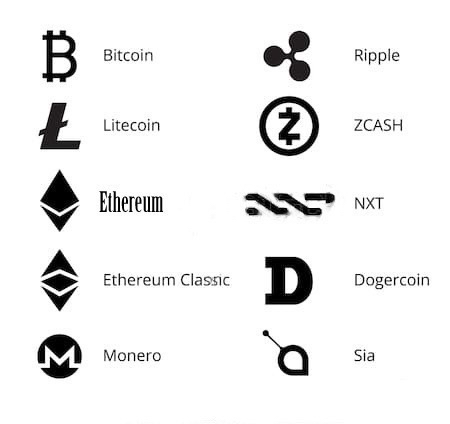 Bitcoin
Ripple
Litecoin
ZCASH
Ethereum
NXT
Ethereum Classic
Dogercoin
Monero
Sia